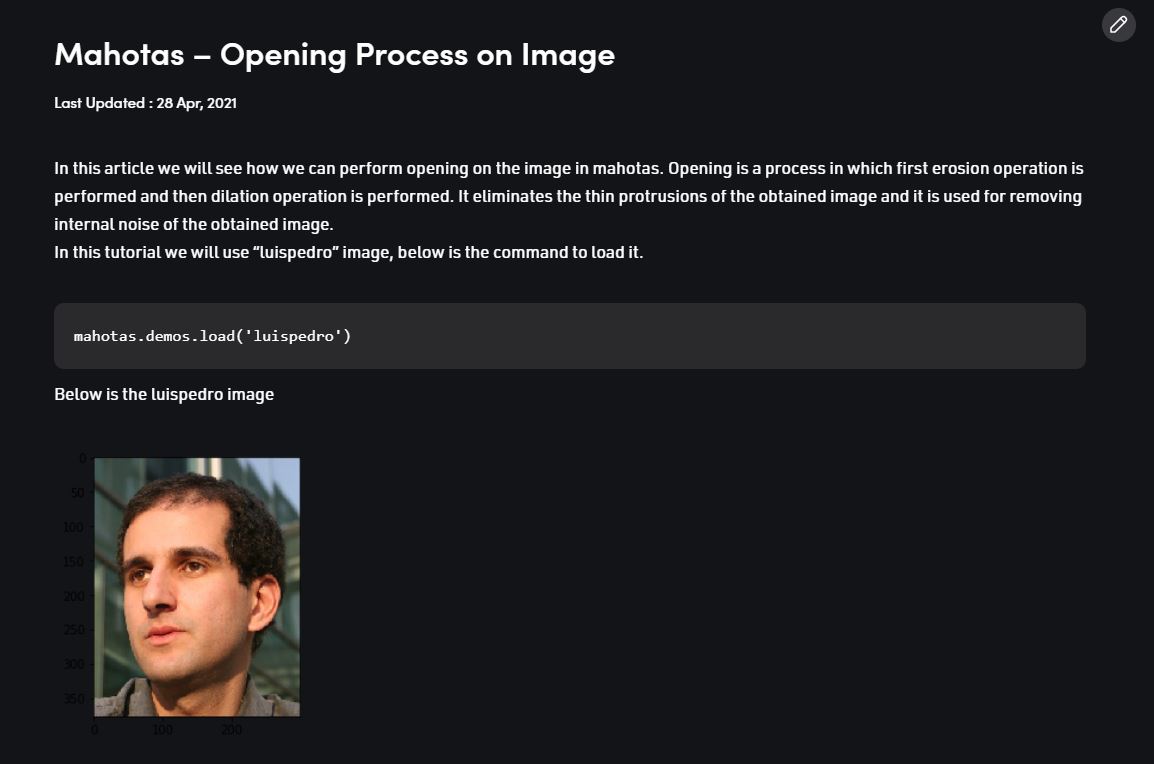 Mahotas – Opening Process on Image
Last Updated : 28 Apr, 2021
In this article we will see how we can perform opening on the image in mahotas. Opening is a process in which first erosion operation is
performed and then dilation operation is performed. It eliminates the thin protrusions of the obtained image and it is used for removing
internal noise of the obtained image.
In this tutorial we will use “luispedro” image, below is the command to load it.
mahotas.demos.load('luispedro')
Below is the luispedro image
0
50
100
150
200
250
300
350
0 100 200